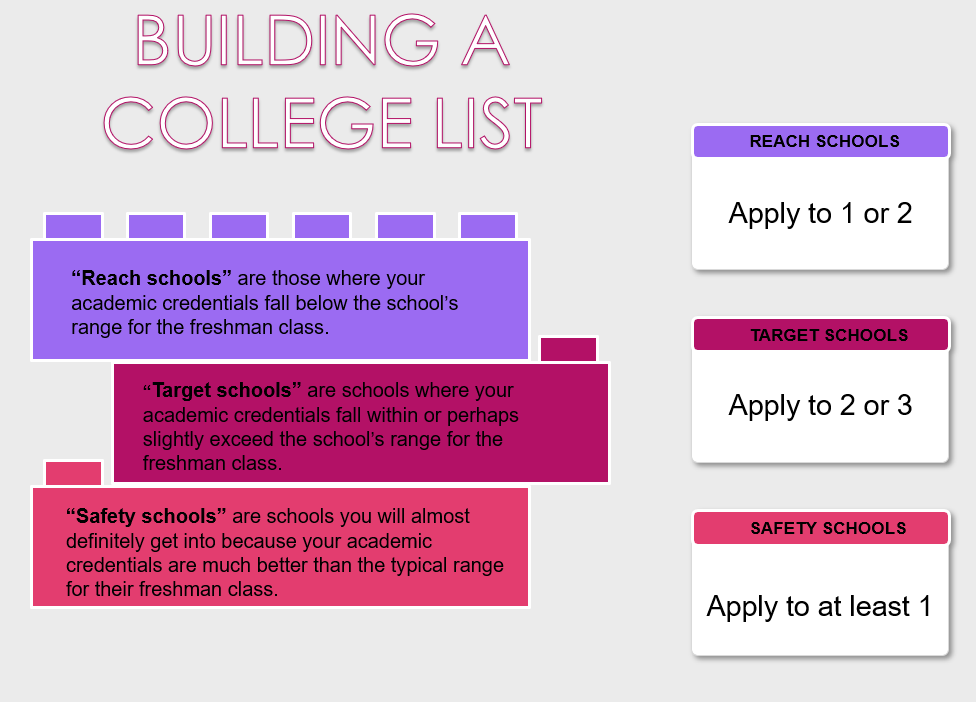 BUILDING A
COLLEGE LIST
“Reach schools” are those where your
academic credentials fall below the school’s
range for the freshman class.
“Target schools” are schools where your
academic credentials fall within or perhaps
slightly exceed the school’s range for the
freshman class.
“Safety schools” are schools you will almost
definitely get into because your academic
credentials are much better than the typical range
for their freshman class.
REACH SCHOOLS
Apply to 1 or 2
TARGET SCHOOLS
Apply to 2 or 3
SAFETY SCHOOLS
Apply to at least 1